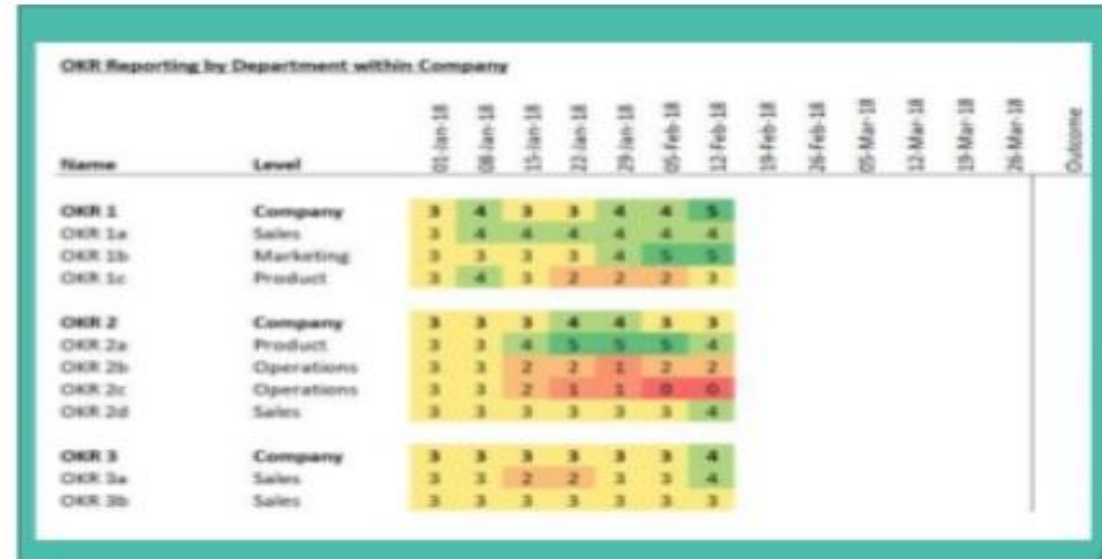 OKR Reporting by Department within Company
Name Level 01-Jan-18 08-Jan-18 15-Jan-18 22-Jan-18 29-Jan-18 05-Feb-18 12-Feb-18 19-Feb-18 26-Feb-18 05-Mar-18 12-Mar-18 19-Mar-18 26-Mar-18 Outcome
OKR 1 Company 3 4 3 3 4 4 5
OKR 1a Sales 3 4 4 4 4 4 4
OKR 1b Marketing 3 3 3 3 4 5 5
OKR 1c Product 3 4 3 2 2 2 3
OKR 2 Company 3 3 3 4 4 3 3
OKR 2a Product 3 3 4 5 5 5 4
OKR 2b Operations 3 3 2 2 1 2 2
OKR 2c Operations 3 3 2 1 1 0 0
OKR 2d Sales 3 3 3 3 3 3 4
OKR 3 Company 3 3 3 3 3 3 4
OKR 3a Sales 3 3 2 2 3 3 4
OKR 3b Sales 3 3 3 3 3 3 3